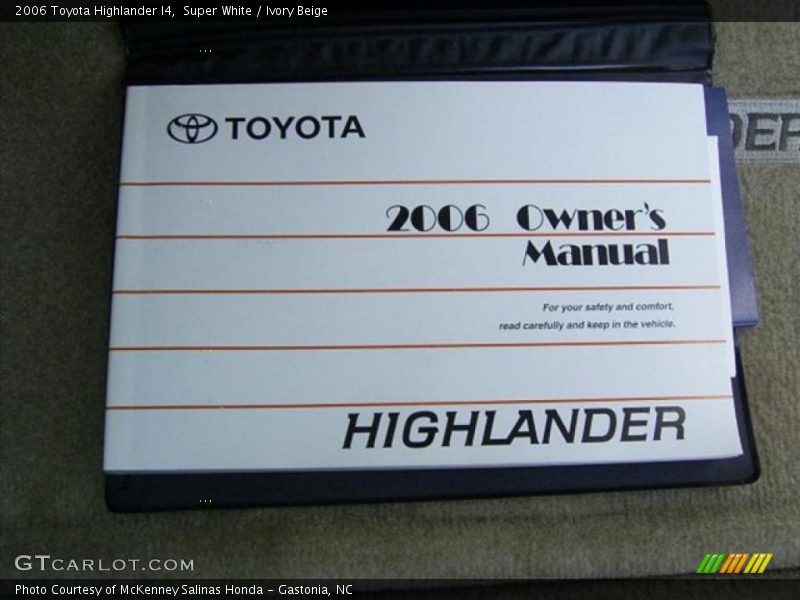 2006 Toyota Highlander I4,  Super White / Ivory Beige
TOYOTA
DER
2006 Owner's
Manual
For your safety and comfort,
read carefully and keep in the vehicle.
HIGHLANDER
GTCARLOT.COM
Photo Courtesy of McKenney Salinas Honda - Gastonia, NC